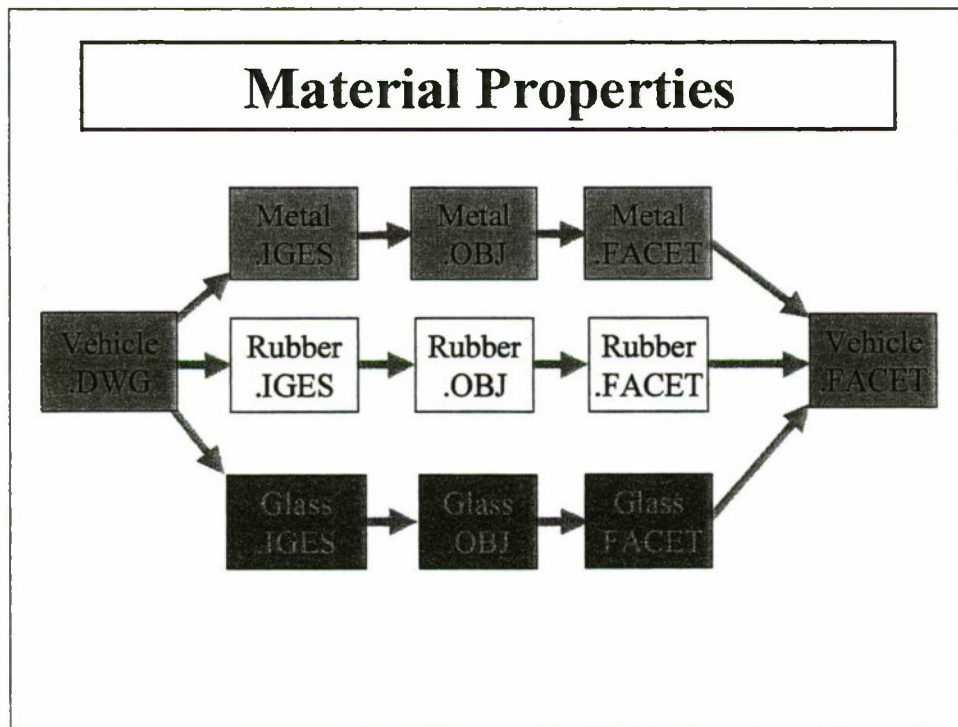 Material Properties
Metal
.IGES
Metal
.OBJ
Metal
.FACET
Vehicle
.DWG
Rubber
.IGES
Rubber
.OBJ
Rubber
.FACET
Vehicle
.FACET
Glass
.IGES
Glass
.OBJ
Glass
.FACET